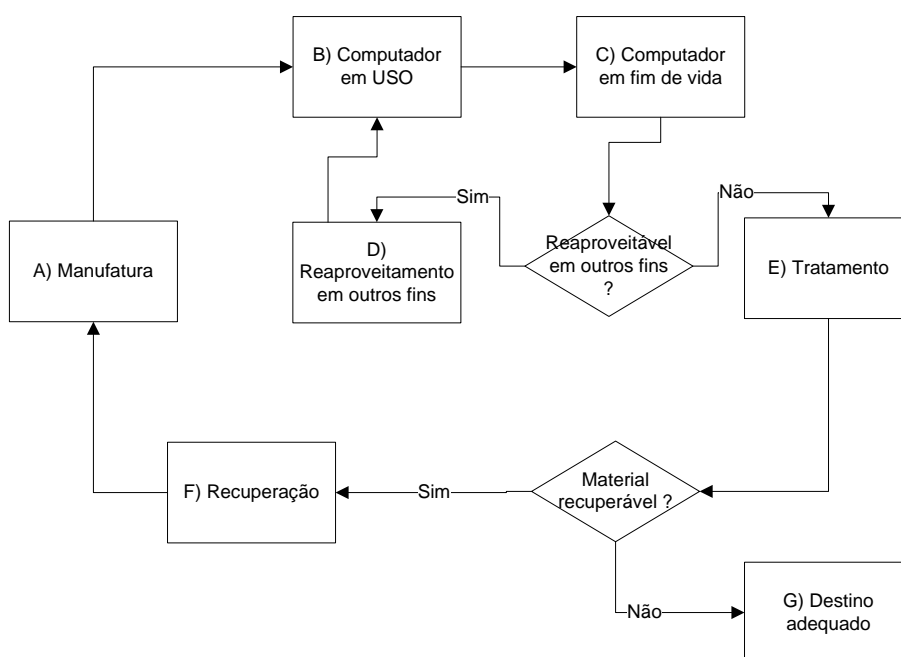 B) Computador
em USO
C) Computador
em fim de vida
Sim
Não
A) Manufatura
D)
Reaproveitamento
em outros fins
Reaproveitável
em outros fins
?
E) Tratamento
F) Recuperação
Sim
Material
recuperável ?
Não
G) Destino
adequado